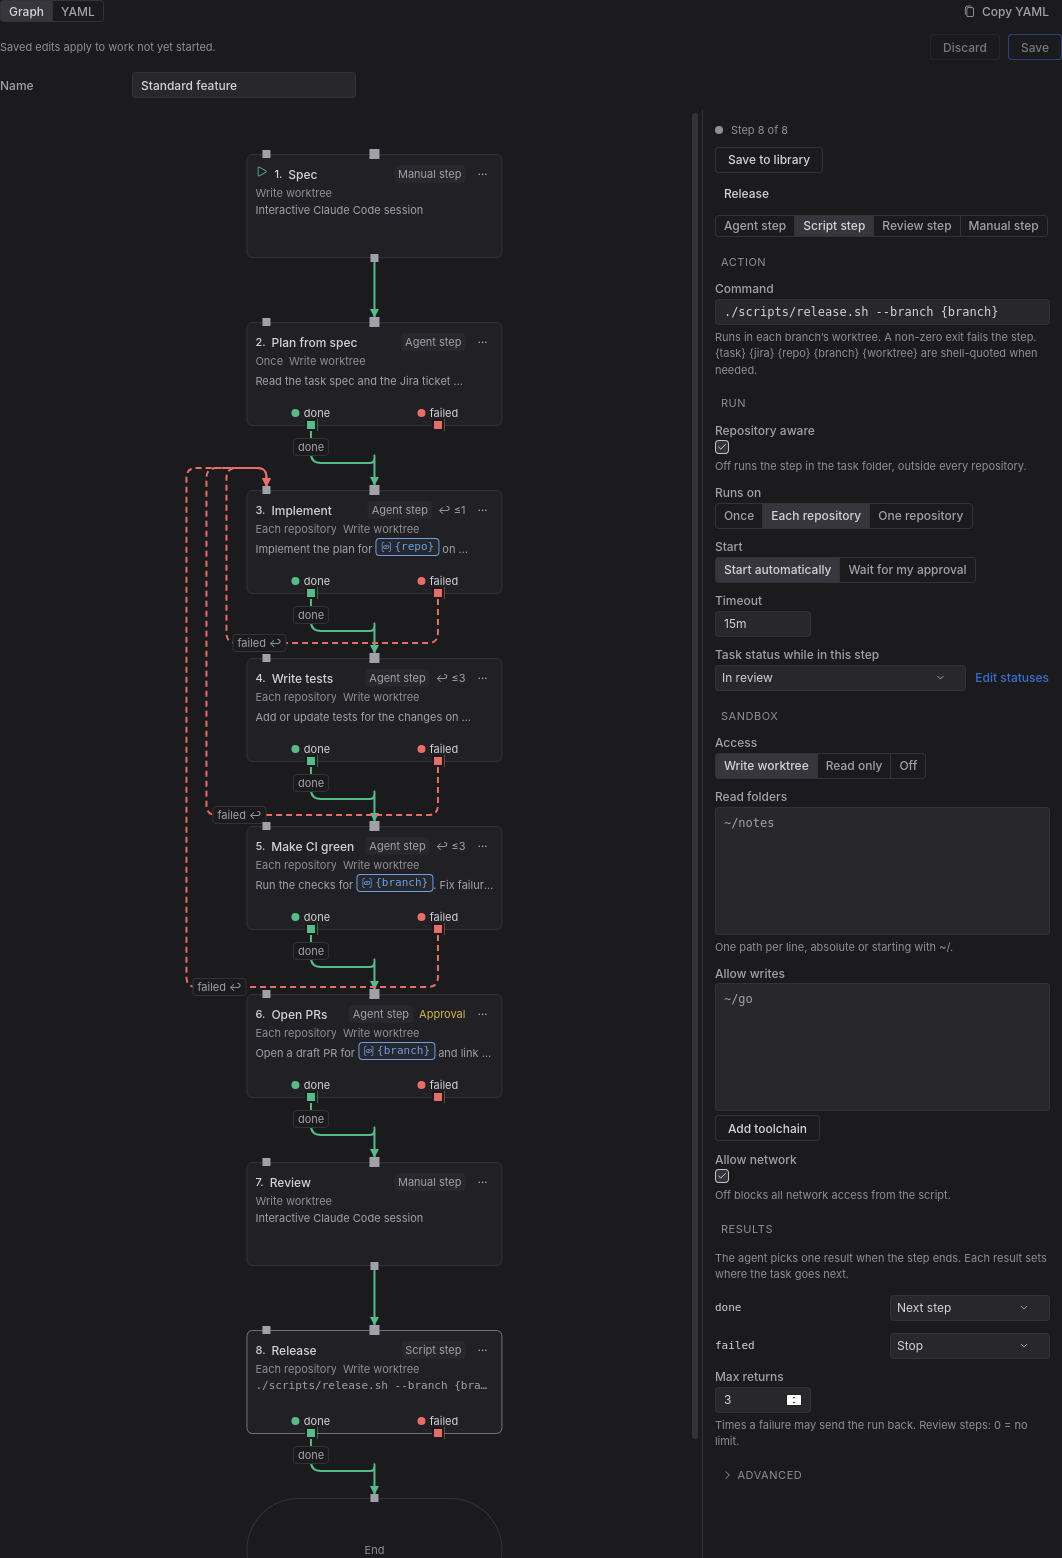 Graph YAML Copy YAML
Saved edits apply to work not yet started. Discard Save
Name Standard feature
1. Spec Manual step ...
Write worktree
Interactive Claude Code session
2. Plan from spec Agent step ...
Once Write worktree
Read the task spec and the Jira ticket ...
done failed
done
3. Implement Agent step ↩ ≤1 ...
Each repository Write worktree
Implement the plan for {repo} on ...
done failed
done
failed ↩
4. Write tests Agent step ↩ ≤3 ...
Each repository Write worktree
Add or update tests for the changes on ...
done failed
done
failed ↩
5. Make CI green Agent step ↩ ≤3 ...
Each repository Write worktree
Run the checks for {branch}. Fix failur...
done failed
done
failed ↩
6. Open PRs Agent step Approval ...
Each repository Write worktree
Open a draft PR for {branch} and link ...
done failed
done
7. Review Manual step ...
Write worktree
Interactive Claude Code session
8. Release Script step ...
Each repository Write worktree
./scripts/release.sh --branch {bra...
done failed
done
End
Step 8 of 8
Save to library
Release
Agent step Script step Review step Manual step
ACTION
Command
./scripts/release.sh --branch {branch}
Runs in each branch's worktree. A non-zero exit fails the step.
{task} {jira} {repo} {branch} {worktree} are shell-quoted when
needed.
RUN
Repository aware
Off runs the step in the task folder, outside every repository.
Runs on
Once Each repository One repository
Start
Start automatically Wait for my approval
Timeout
15m
Task status while in this step
In review Edit statuses
SANDBOX
Access
Write worktree Read only Off
Read folders
~/notes
One path per line, absolute or starting with ~/.
Allow writes
~/go
Add toolchain
Allow network
Off blocks all network access from the script.
RESULTS
The agent picks one result when the step ends. Each result sets
where the task goes next.
done Next step
failed Stop
Max returns
3
Times a failure may send the run back. Review steps: 0 = no
limit.
ADVANCED